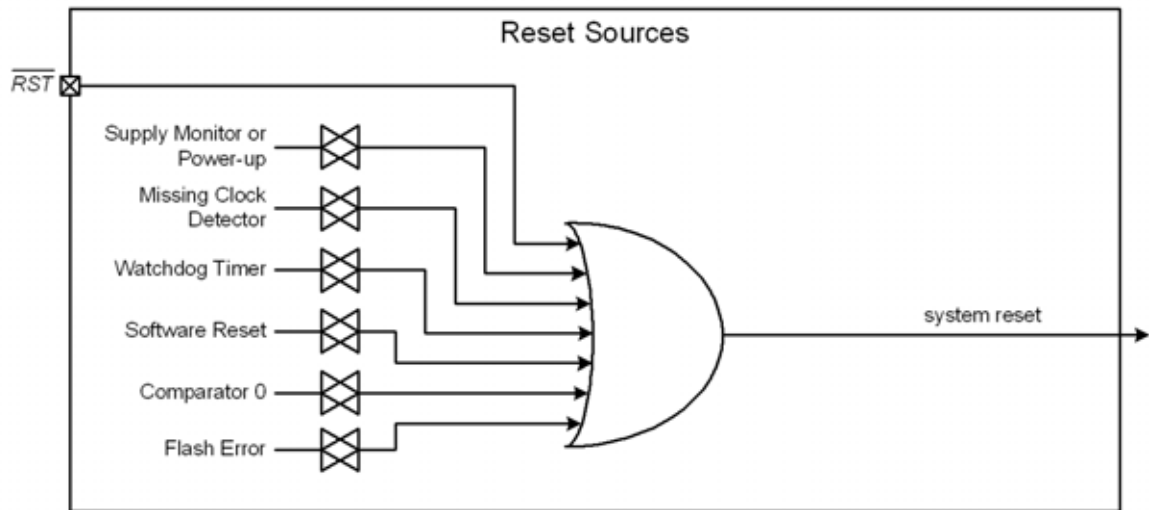 Reset Sources
RST
Supply Monitor or
Power-up
Missing Clock
Detector
Watchdog Timer
Software Reset
system reset
Comparator 0
Flash Error